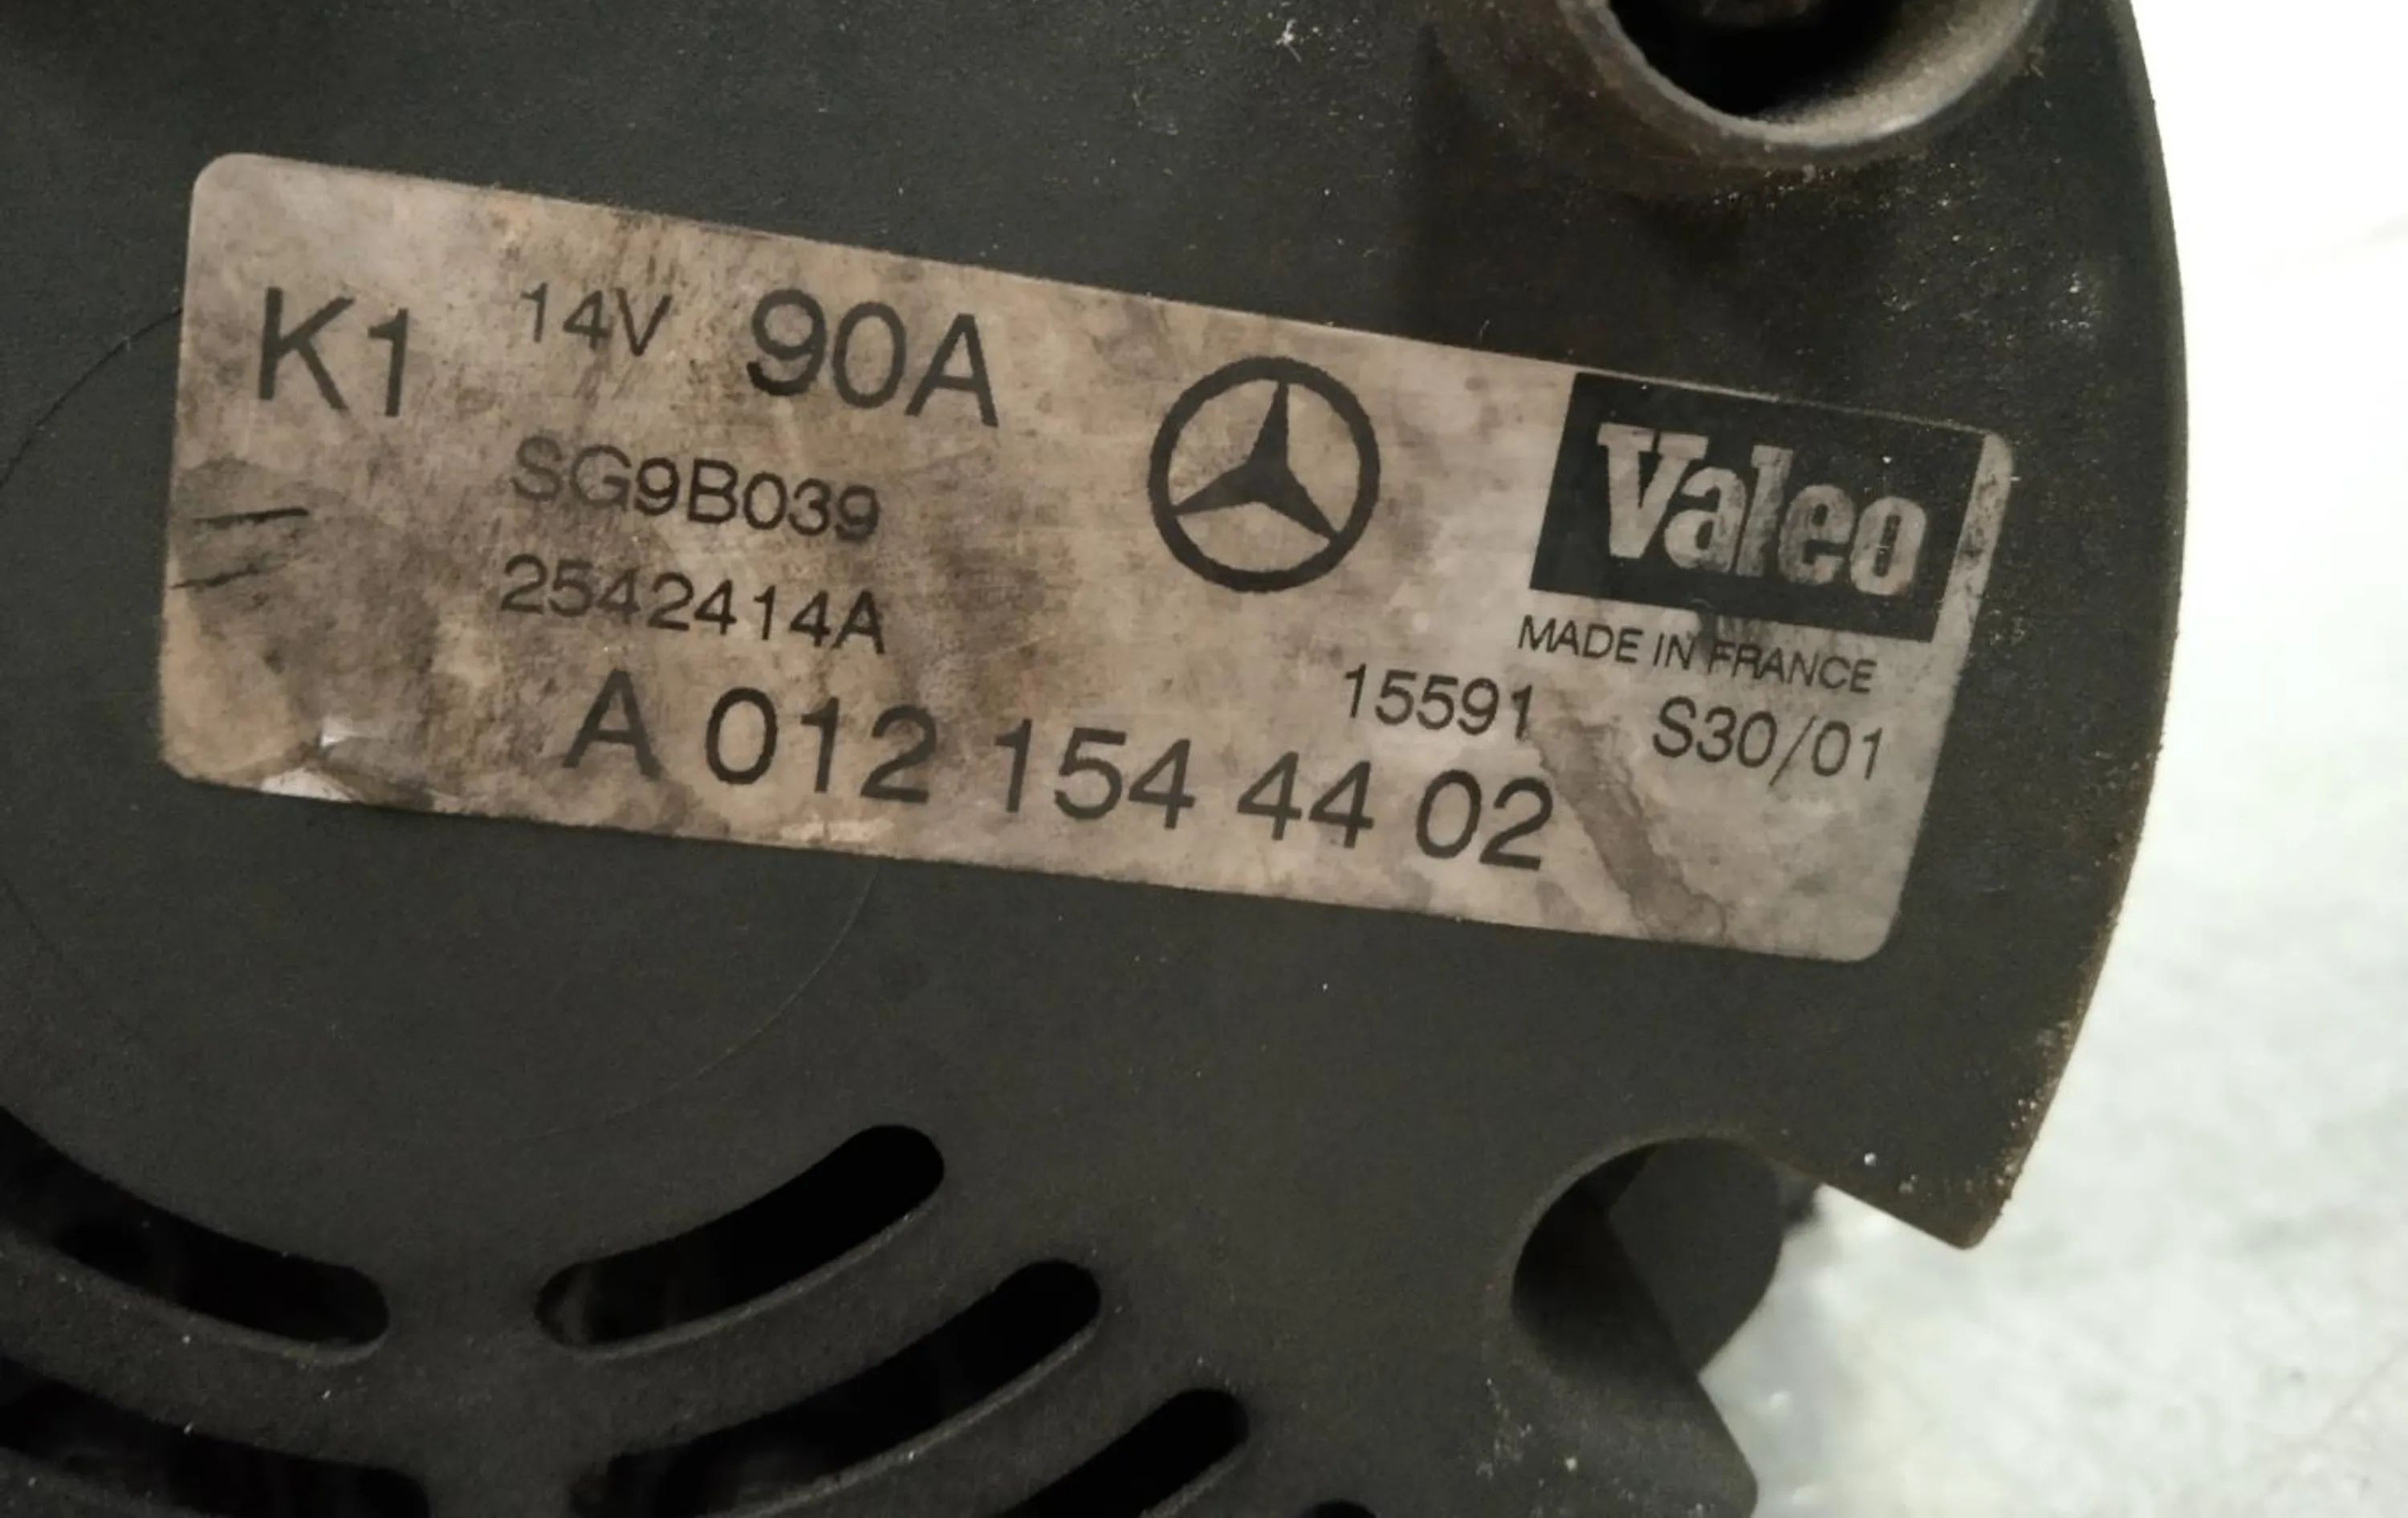 K1 14V 90A
SG9B039
2542414A
Valeo
MADE IN FRANCE
15591 S30/01
A 012 154 44 02